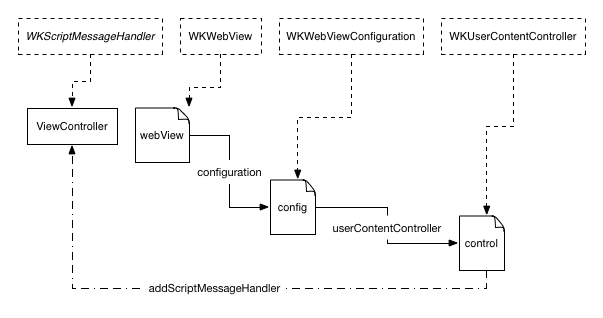 WKScriptMessageHandler
WKWebView
WKWebViewConfiguration
WKUserContentController
ViewController
webView
configuration
config
userContentController
control
addScriptMessageHandler